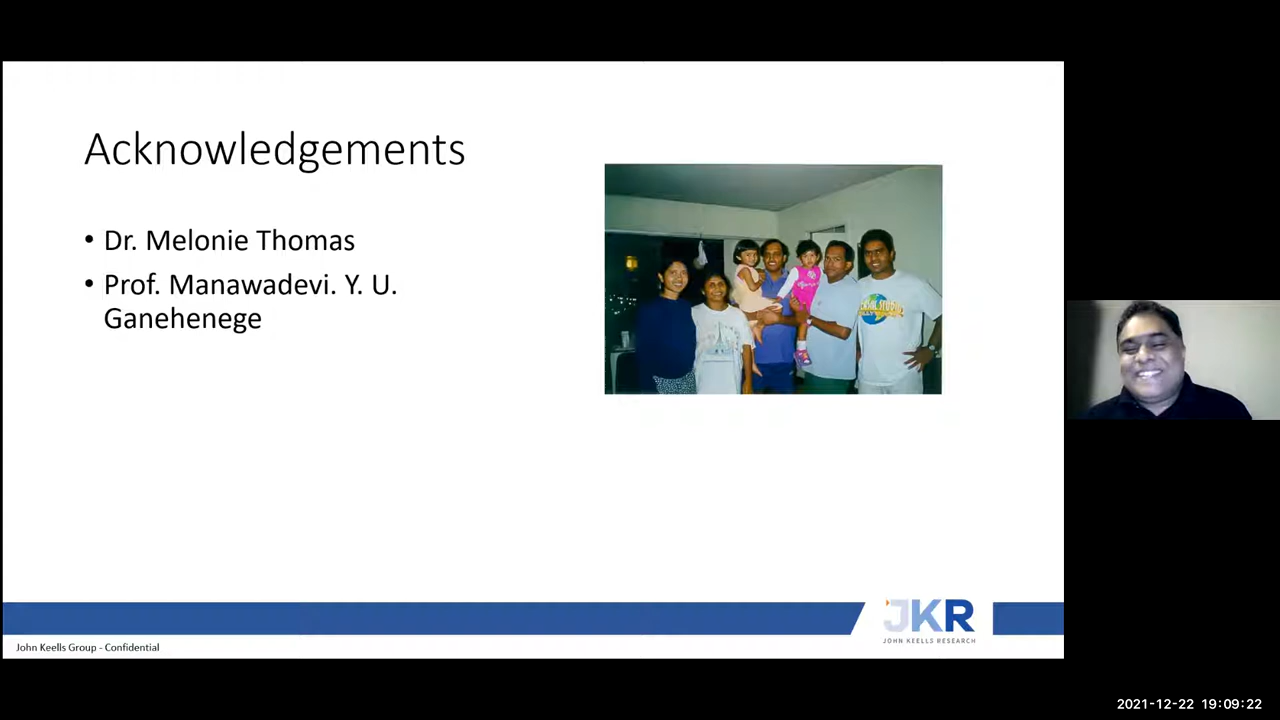 Acknowledgements
• Dr. Melonie Thomas
• Prof. Manawadevi. Y. U.
Ganehenege
JKR
JOHN KEELLS RESEARCH
John Keells Group - Confidential
2021-12-22 19:09:22